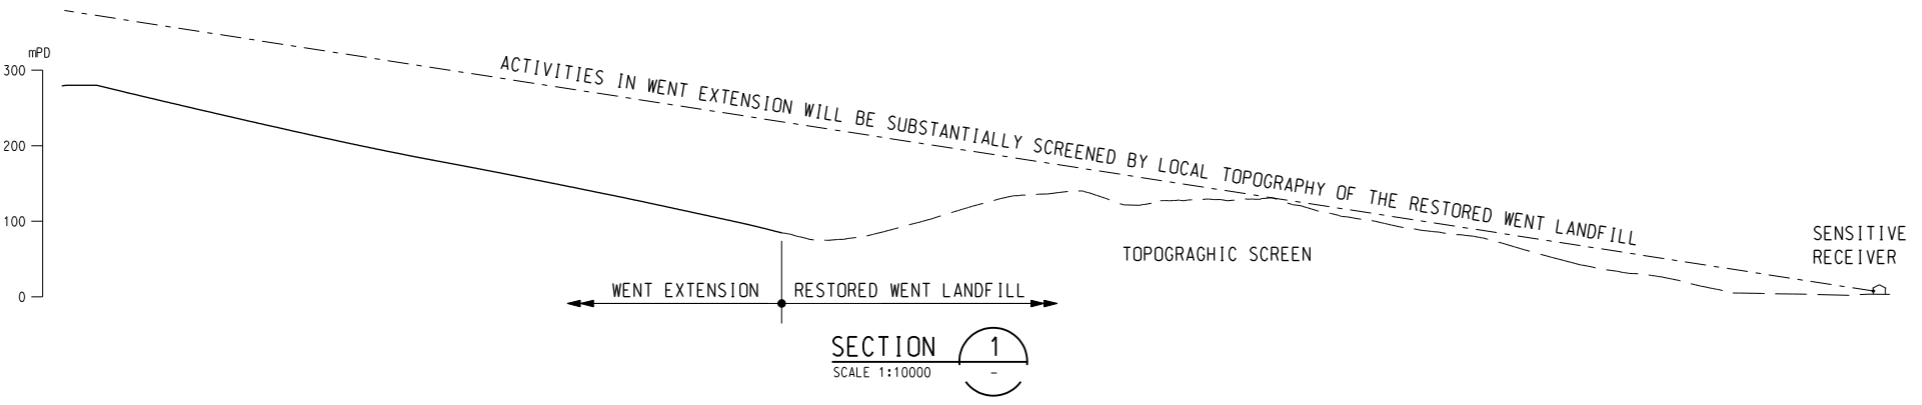 mPD
300
200
100
0
ACTIVITIES IN WENT EXTENSION WILL BE SUBSTANTIALLY SCREENED BY LOCAL TOPOGRAPHY OF THE RESTORED WENT LANDFILL
TOPOGRAGHIC SCREEN
SENSITIVE
RECEIVER
WENT EXTENSION
RESTORED WENT LANDFILL
SECTION 1
SCALE 1:10000 -